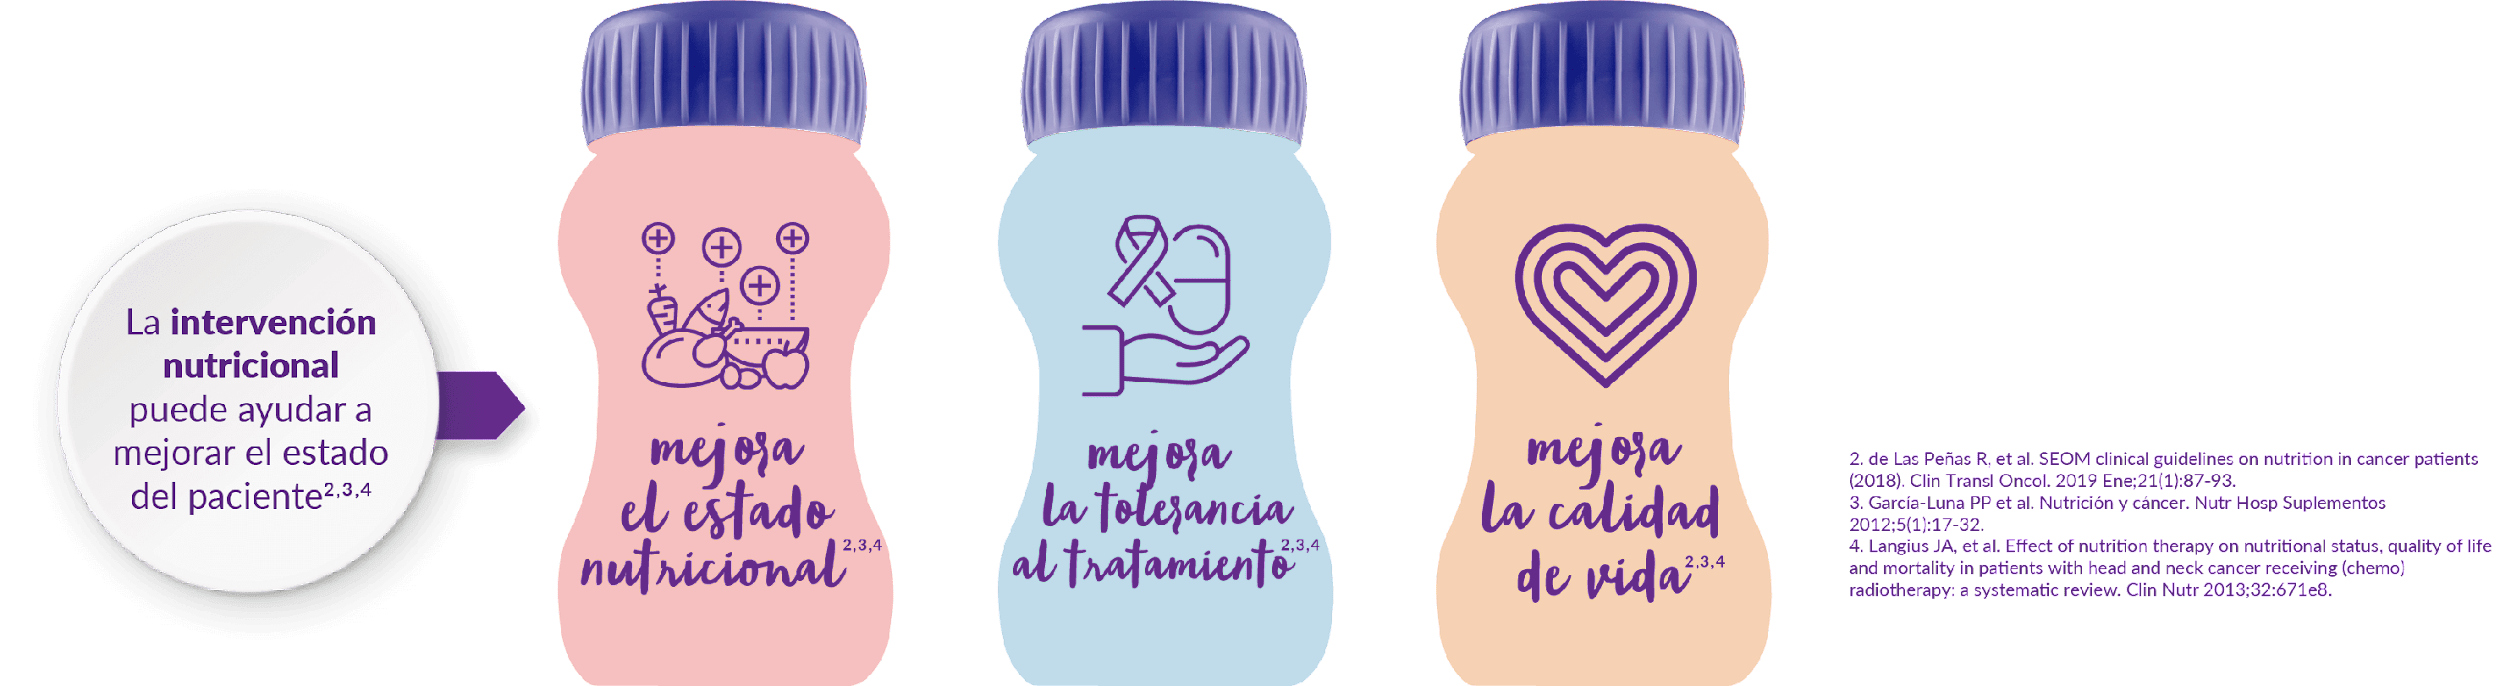 La intervención
nutricional
puede ayudar a
mejorar el estado
del paciente2,3,4
mejora
el estado
nutricional2,3,4
mejora
la tolerancia
al tratamiento2,3,4
mejora
la calidad
de vida2,3,4
2. de Las Peñas R, et al. SEOM clinical guidelines on nutrition in cancer patients
(2018). Clin Transl Oncol. 2019 Ene;21(1):87-93.
3. García-Luna PP et al. Nutrición y cáncer. Nutr Hosp Suplementos
2012;5(1):17-32.
4. Langius JA, et al. Effect of nutrition therapy on nutritional status, quality of life
and mortality in patients with head and neck cancer receiving (chemo)
radiotherapy: a systematic review. Clin Nutr 2013;32:671e8.